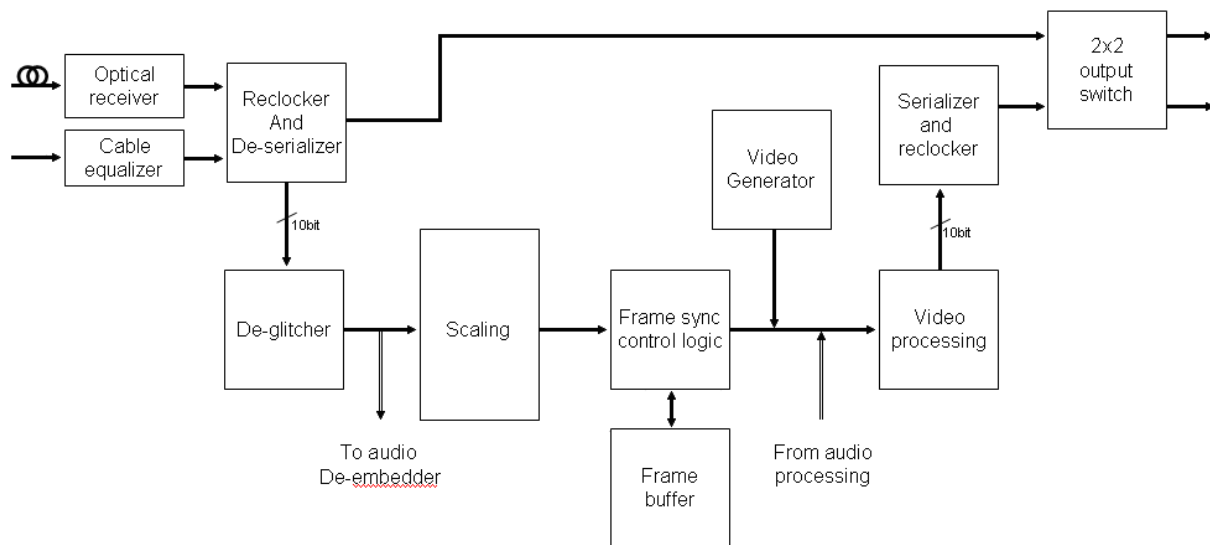 Optical
receiver
Cable
equalizer
Reclocker
And
De-serializer
2x2
output
switch
Serializer
and
reclocker
Video
Generator
10bit
10bit
De-glitcher
Scaling
Frame sync
control logic
Video
processing
To audio
De-embedder
Frame
buffer
From audio
processing